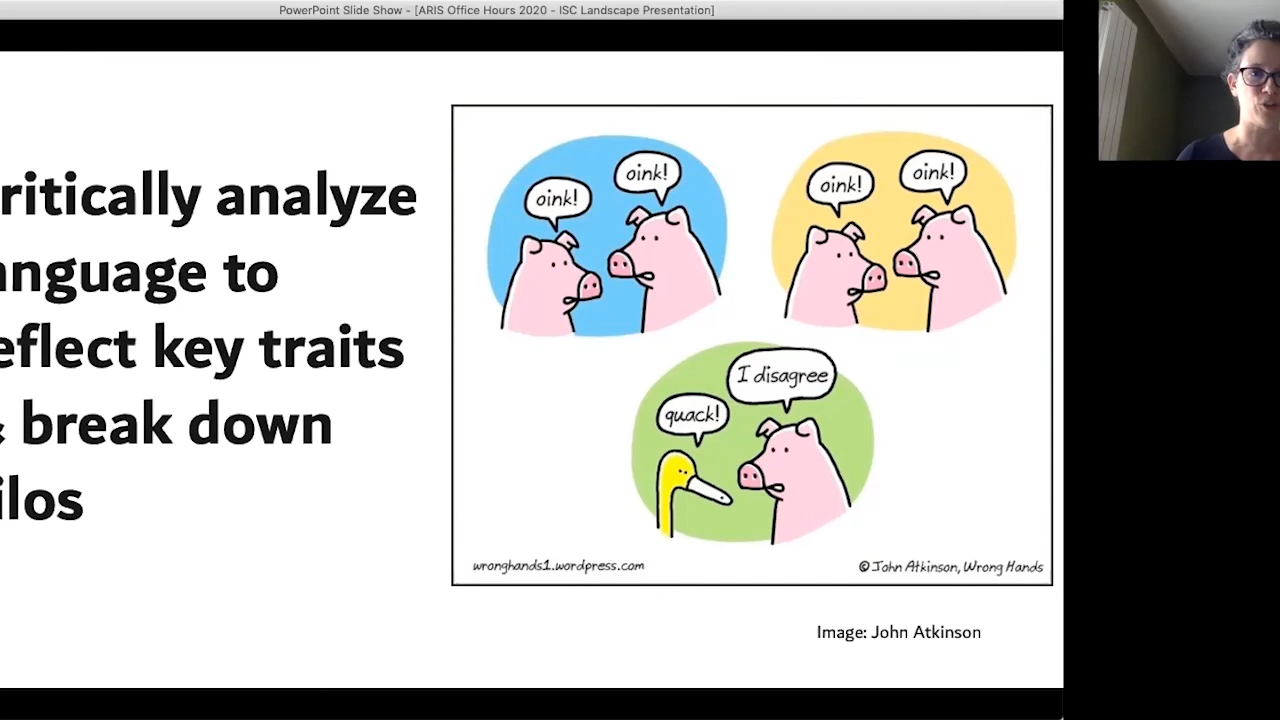 PowerPoint Slide Show - [ARIS Office Hours 2020 - ISC Landscape Presentation]
ritically analyze
anguage to
eflect key traits
& break down
ilos
oink!
oink!
oink!
oink!
I disagree
quack!
wronghands1.wordpress.com
© John Atkinson, Wrong Hands
Image: John Atkinson